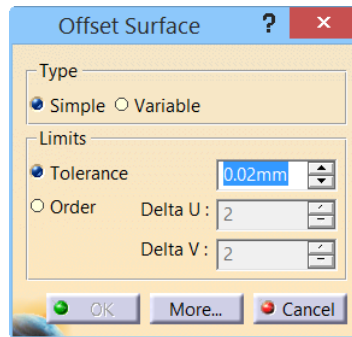 Offset Surface ? ×
Type
Simple Variable
Limits
Tolerance 0.02mm
Order Delta U : 2
Delta V : 2
OK More... Cancel